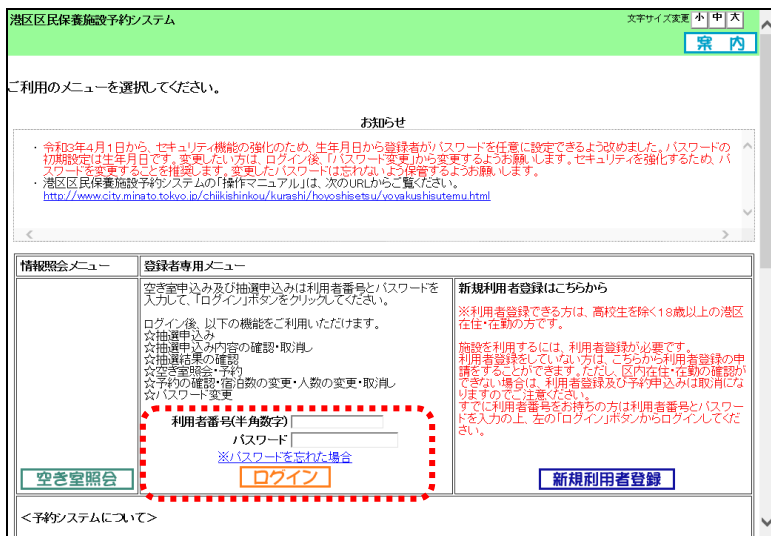 港区区民保養施設予約システム
文字サイズ変更 小 中 大
案 内
ご利用のメニューを選択してください。
お知らせ
・ 令和3年4月1日から、セキュリティ機能の強化のため、生年月日から登録者がパスワードを任意に設定できるよう改めました。パスワードの
初期設定は生年月日です。変更したい方は、ログイン後、「パスワード変更」から変更するようお願いします。セキュリティを強化するため、パ
スワードを変更することを推奨します。変更したパスワードは忘れないよう保管するようお願いします。
・ 港区区民保養施設予約システムの「操作マニュアル」は、次のURLからご覧ください。
http://www.city.minato.tokyo.jp/chiikishinkou/kurashi/hoyoshisetsu/yoyakushisutemu.html
情報照会メニュー
登録者専用メニュー
空き室申込み及び抽選申込みは利用者番号とパスワードを
入力して、「ログイン」ボタンをクリックしてください。
ログイン後、以下の機能をご利用いただけます。
☆抽選申込み
☆抽選申込み内容の確認・取消し
☆抽選結果の確認
☆空き室照会・予約
☆予約の確認・宿泊数の変更・人数の変更・取消し
☆パスワード変更
利用者番号(半角数字)
パスワード
※パスワードを忘れた場合
ログイン
空き室照会
新規利用者登録はこちらから
※利用者登録できる方は、高校生を除く18歳以上の港区
在住・在勤の方です。
施設を利用するには、利用者登録が必要です。
利用者登録をしていない方は、こちらから利用者登録の申
請をすることができます。ただし、区内在住・在勤の確認が
できない場合は、利用者登録及び予約申込みは取消にな
りますのでご注意ください。
すでに利用者番号をお持ちの方は利用者番号とパスワー
ドを入力の上、左の「ログイン」ボタンからログインしてくだ
さい。
新規利用者登録
＜予約システムについて＞